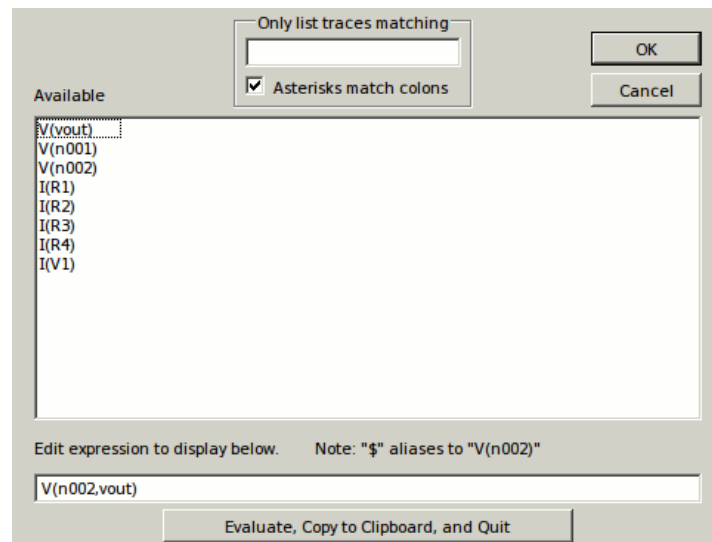 Only list traces matching
OK
Asterisks match colons
Cancel
Available
V(vout)
V(n001)
V(n002)
I(R1)
I(R2)
I(R3)
I(R4)
I(V1)
Edit expression to display below. Note: "$" aliases to "V(n002)"
V(n002,vout)
Evaluate, Copy to Clipboard, and Quit